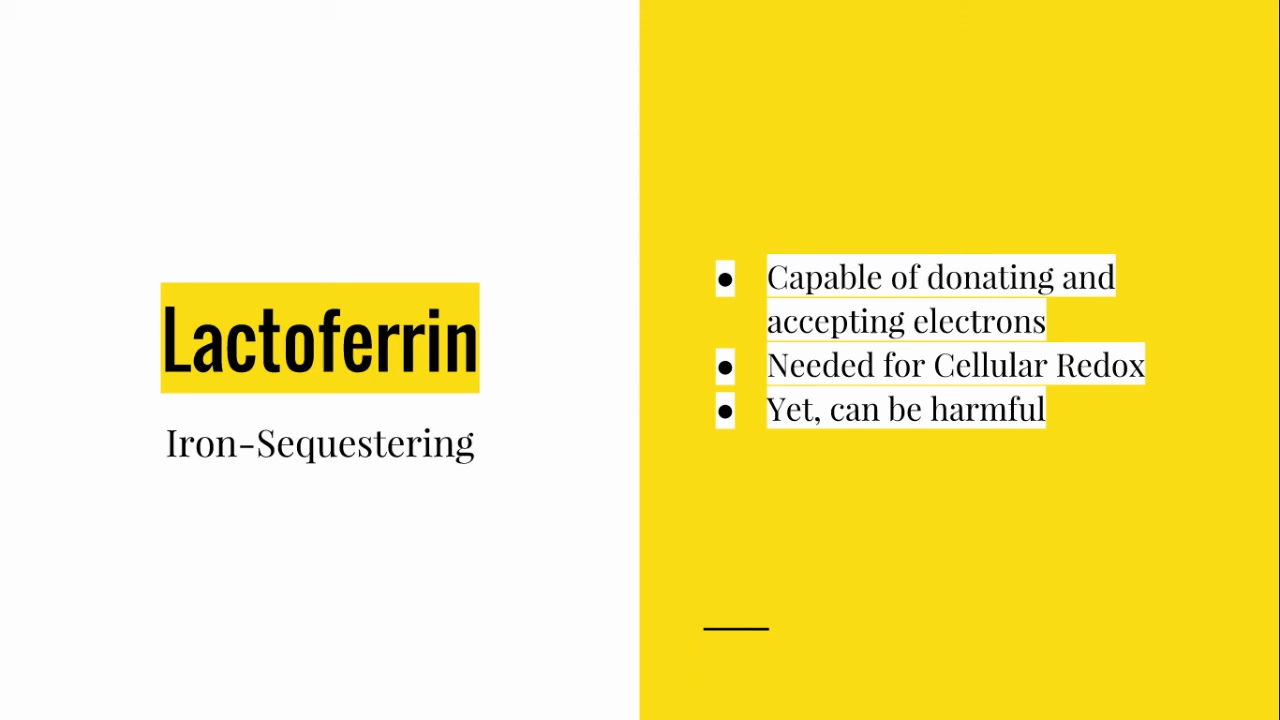 Lactoferrin
Iron-Sequestering
● Capable of donating and
accepting electrons
● Needed for Cellular Redox
● Yet, can be harmful